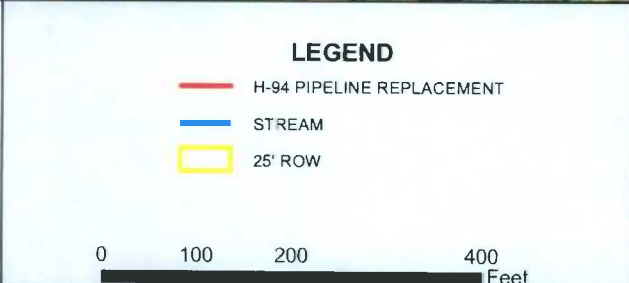 LEGEND
H-94 PIPELINE REPLACEMENT
STREAM
25' ROW
0 100 200 400
Feet